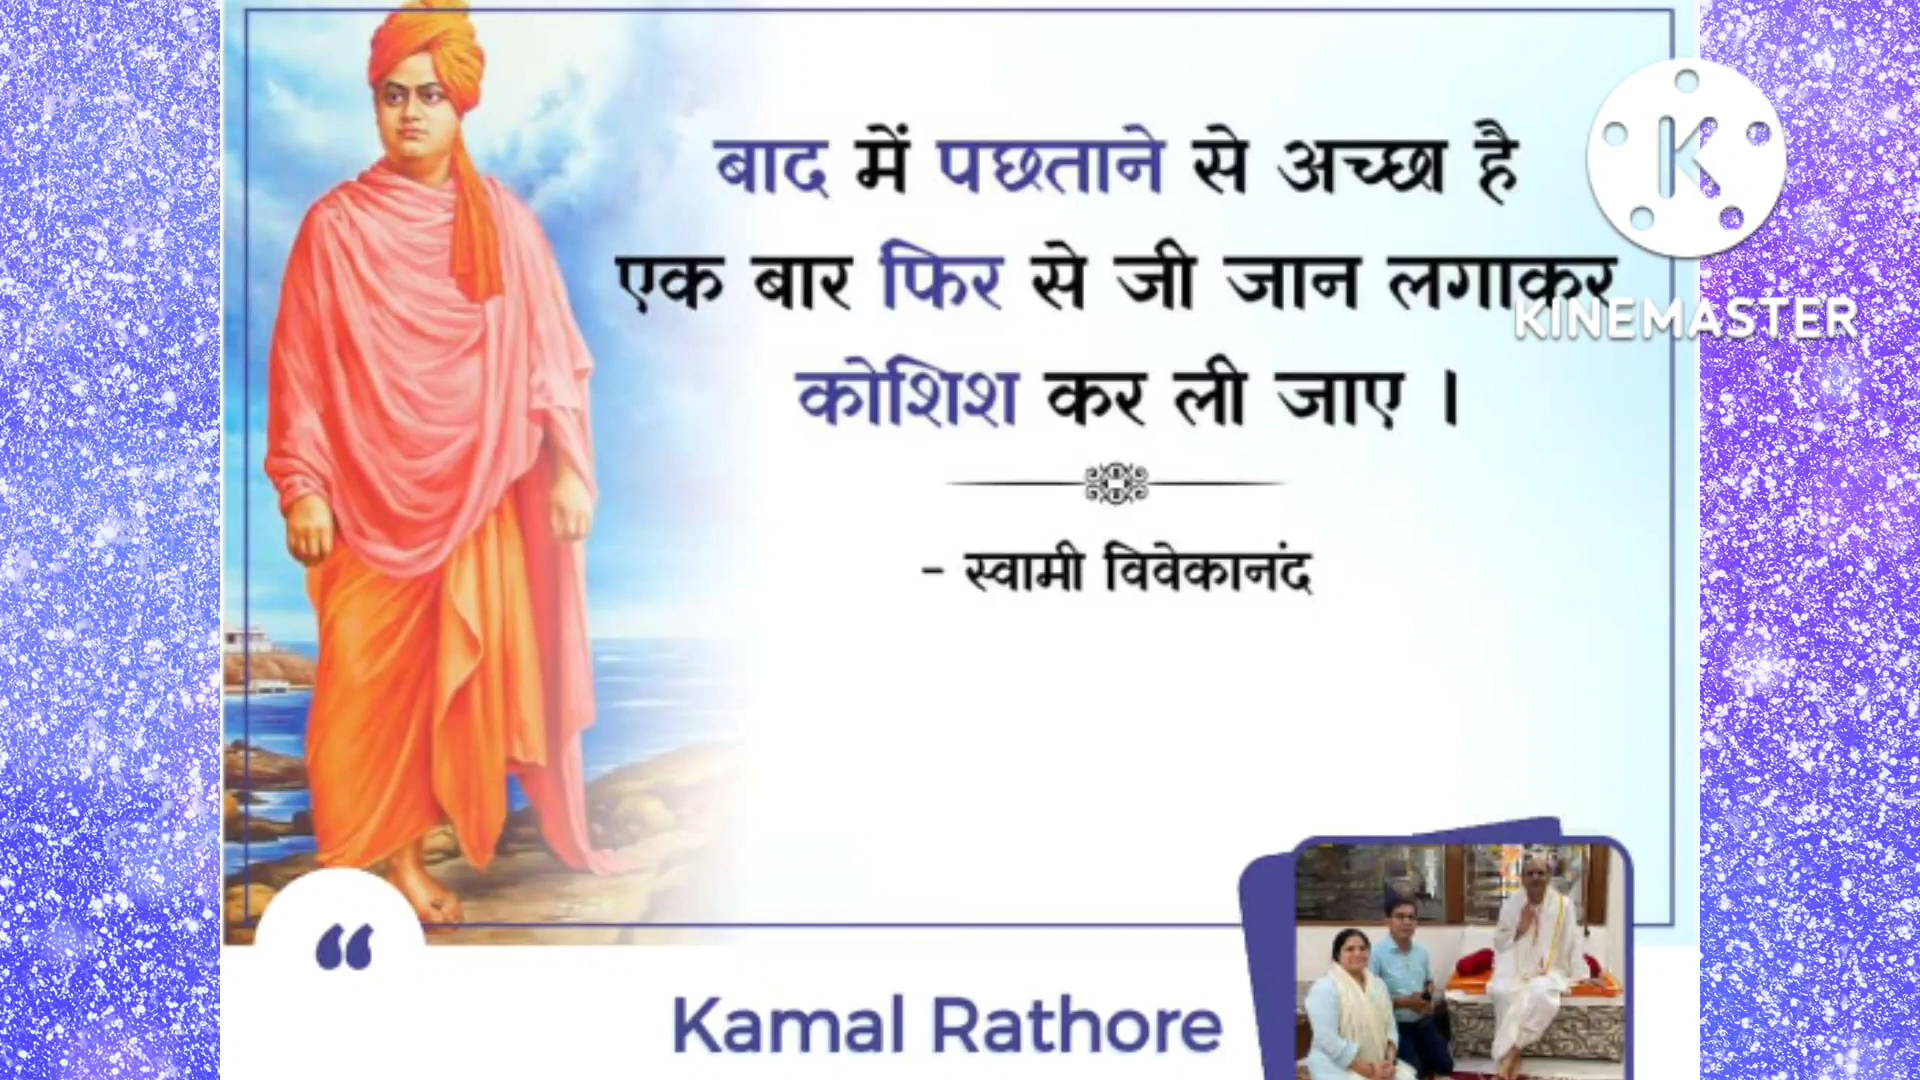 बाद में पछताने से अच्छा है
एक बार फिर से जी जान लगाकर
KINEMASTER
कोशिश कर ली जाए ।
- स्वामी विवेकानंद
“
Kamal Rathore